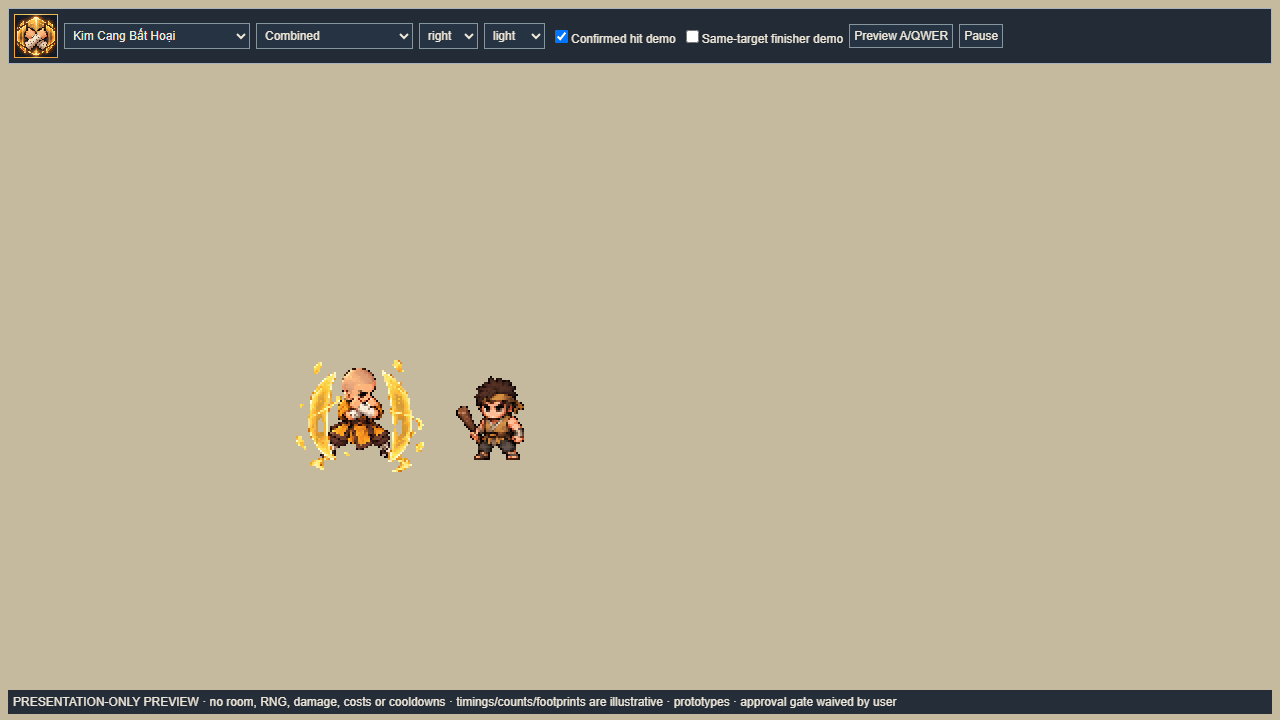 Kim Cang Bất Hoại Combined right light Confirmed hit demo Same-target finisher demo Preview A/QWER Pause
PRESENTATION-ONLY PREVIEW · no room, RNG, damage, costs or cooldowns · timings/counts/footprints are illustrative · prototypes · approval gate waived by user